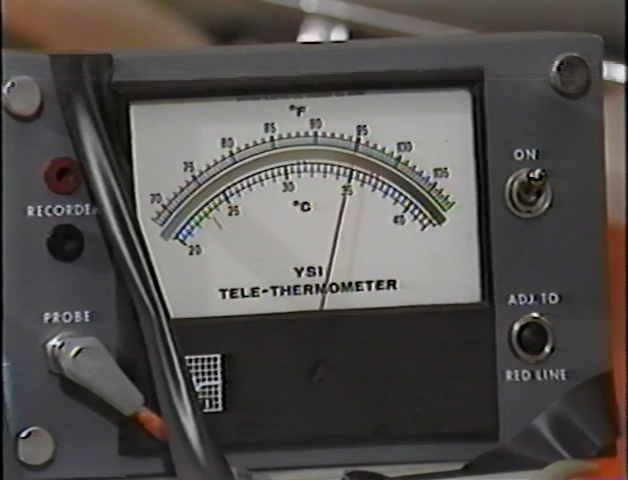 °F
70 75 80 85 90 95 100 105
20 25 30 35 40
°C
YSI
TELE-THERMOMETER
RECORDER
PROBE
ON
ADJ. TO
RED LINE